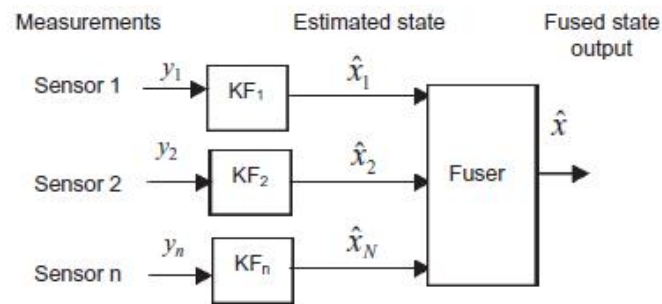 Measurements Estimated state Fused state output
Sensor 1 y₁ KF₁ x̂₁
Sensor 2 y₂ KF₂ x̂₂ Fuser x̂
Sensor n yₙ KFₙ x̂_N